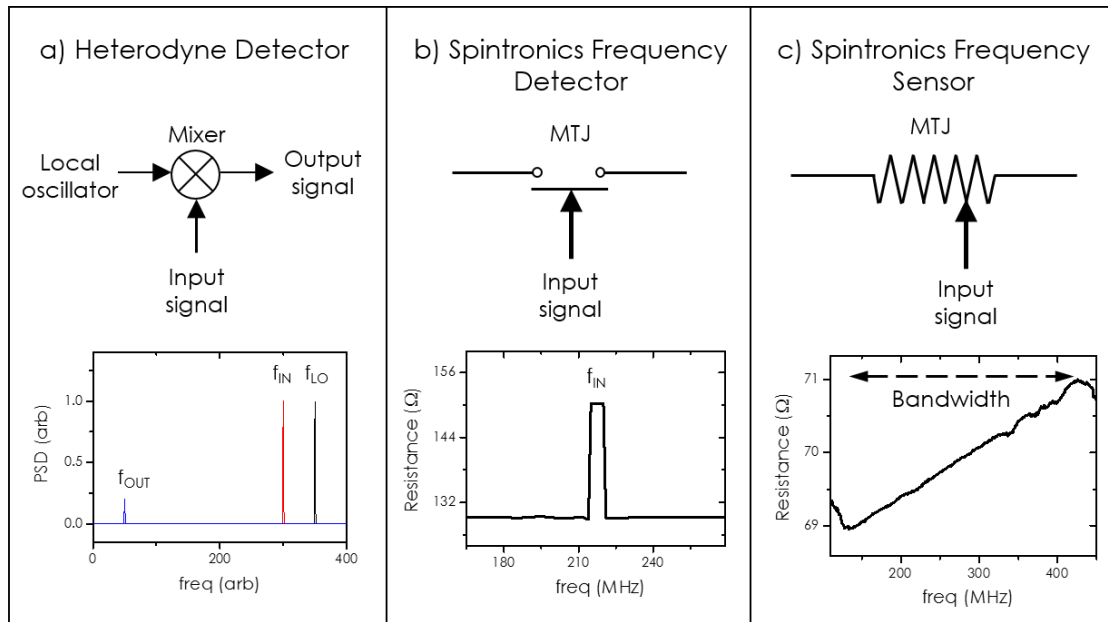 a) Heterodyne Detector
Mixer
Local
oscillator
Output
signal
Input
signal
PSD (arb)
1.0
0.5
0.0
f_OUT
f_IN
f_LO
0
200
400
freq (arb)
b) Spintronics Frequency
Detector
MTJ
Input
signal
Resistance (Ω)
156
144
132
f_IN
180
210
240
freq (MHz)
c) Spintronics Frequency
Sensor
MTJ
Input
signal
Resistance (Ω)
71
70
69
Bandwidth
200
300
400
freq (MHz)